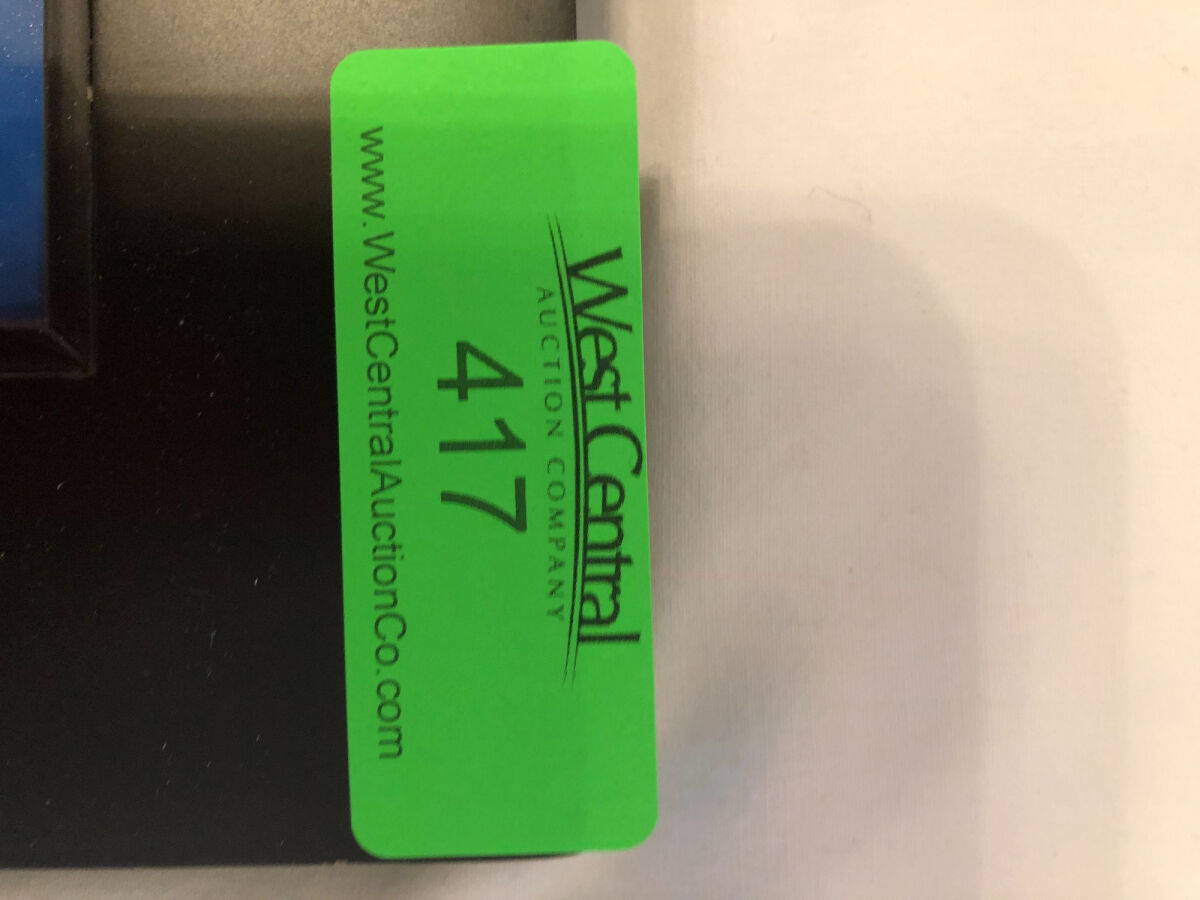 West Central
AUCTION COMPANY
417
www.WestCentralAuctionCo.com